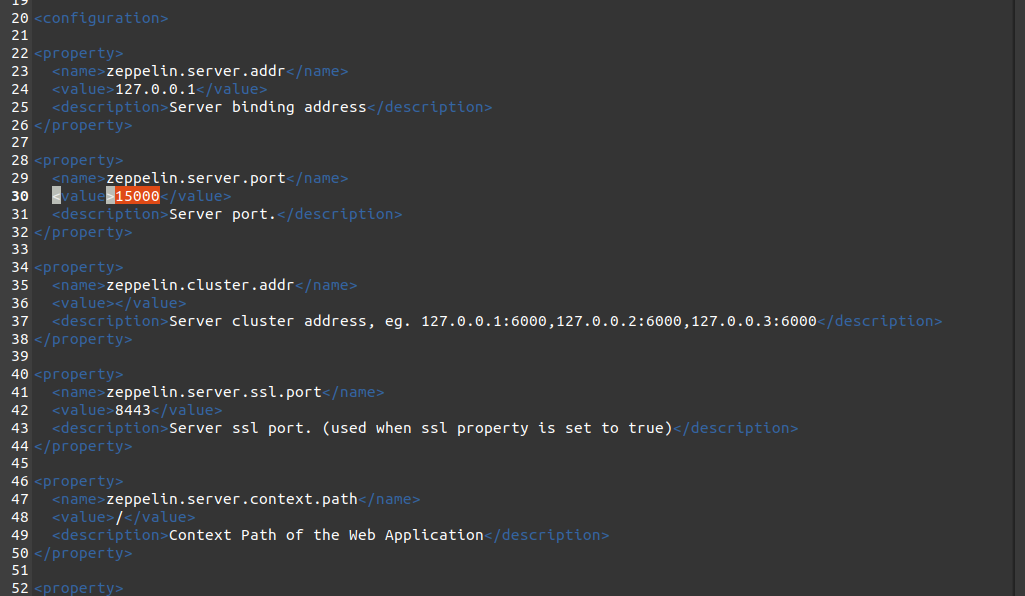 19
20 <configuration>
21
22 <property>
23   <name>zeppelin.server.addr</name>
24   <value>127.0.0.1</value>
25   <description>Server binding address</description>
26 </property>
27
28 <property>
29   <name>zeppelin.server.port</name>
30   <value>15000</value>
31   <description>Server port.</description>
32 </property>
33
34 <property>
35   <name>zeppelin.cluster.addr</name>
36   <value></value>
37   <description>Server cluster address, eg. 127.0.0.1:6000,127.0.0.2:6000,127.0.0.3:6000</description>
38 </property>
39
40 <property>
41   <name>zeppelin.server.ssl.port</name>
42   <value>8443</value>
43   <description>Server ssl port. (used when ssl property is set to true)</description>
44 </property>
45
46 <property>
47   <name>zeppelin.server.context.path</name>
48   <value>/</value>
49   <description>Context Path of the Web Application</description>
50 </property>
51
52 <property>